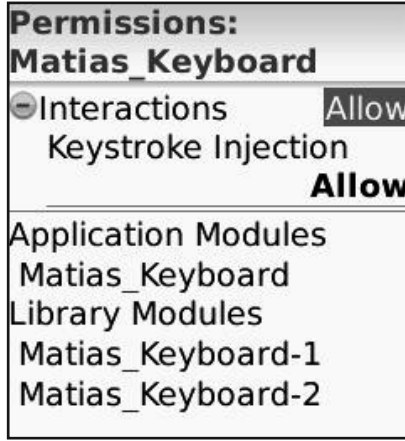 Permissions:
Matias_Keyboard
Interactions Allow
Keystroke Injection
Allow
Application Modules
Matias_Keyboard
Library Modules
Matias_Keyboard-1
Matias_Keyboard-2